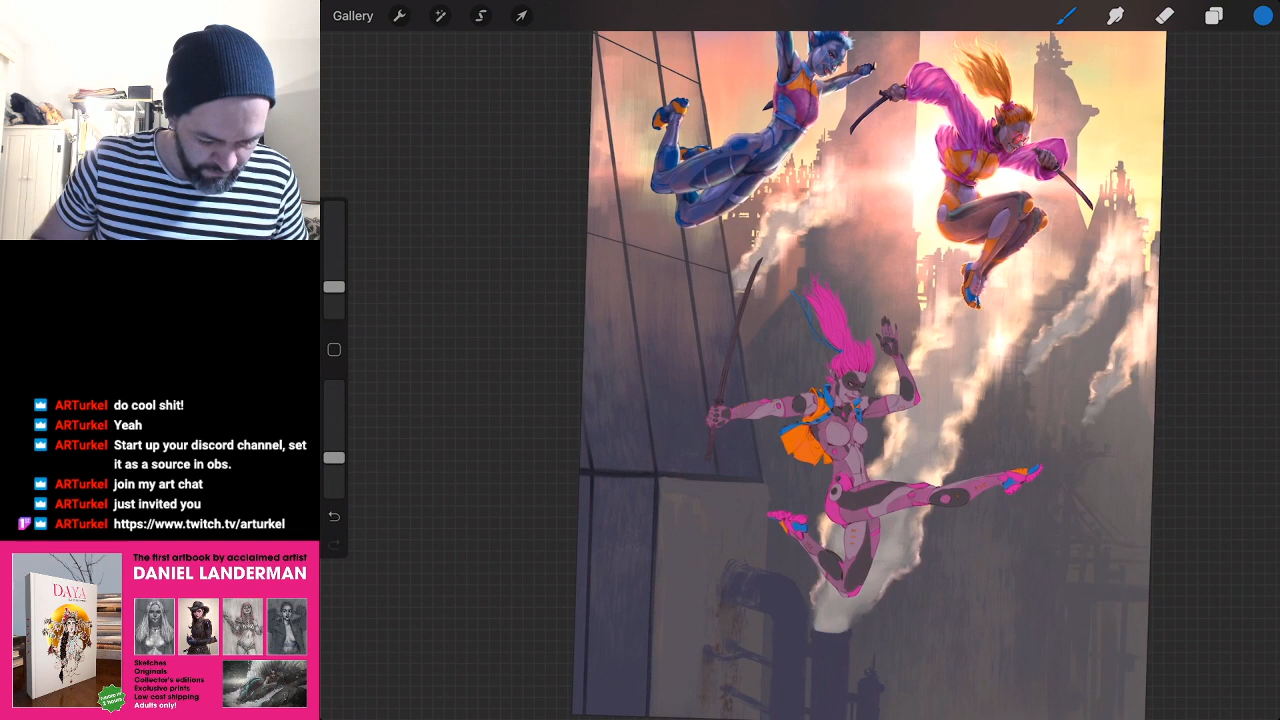 Gallery
ARTurkel do cool shit!
ARTurkel Yeah
ARTurkel Start up your discord channel, set
it as a source in obs.
ARTurkel join my art chat
ARTurkel just invited you
ARTurkel https://www.twitch.tv/arturkel
The first artbook by acclaimed artist
DANIEL LANDERMAN
DAYA
Sketches
Originals
Collector's editions
Exclusive prints
Low cost shipping
Adults only!